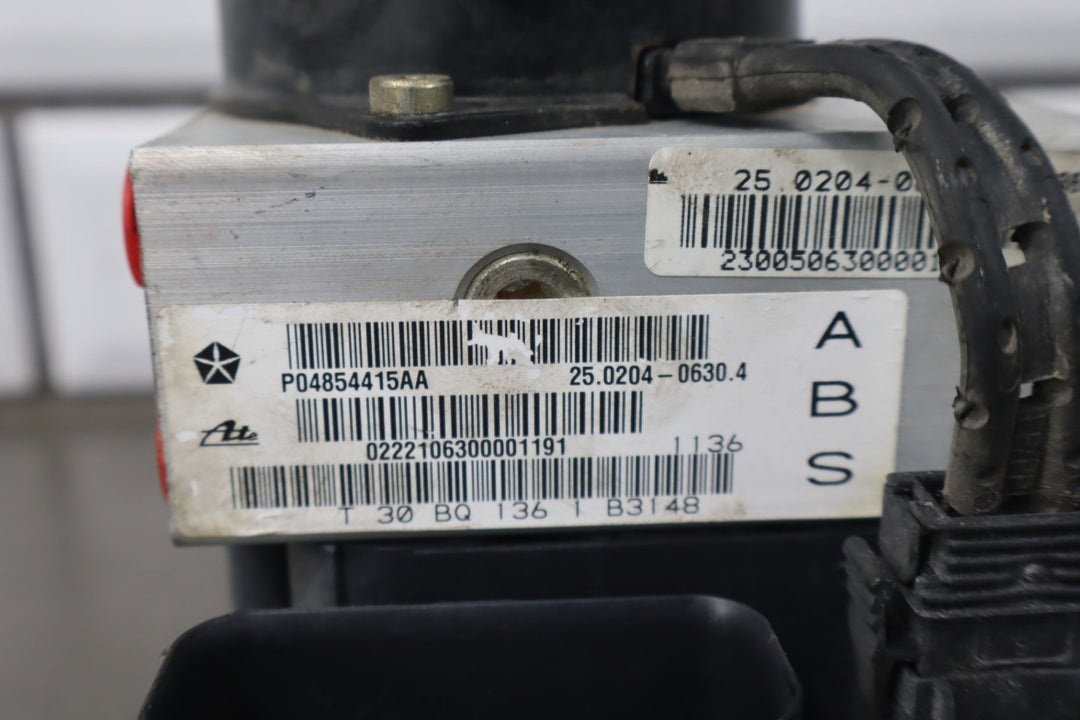 25.0204-0
2300506300001
P04854415AA 25.0204-0630.4
A
B
S
Ate
0222106300001191 1136
T 30 BQ 136 1 B3148